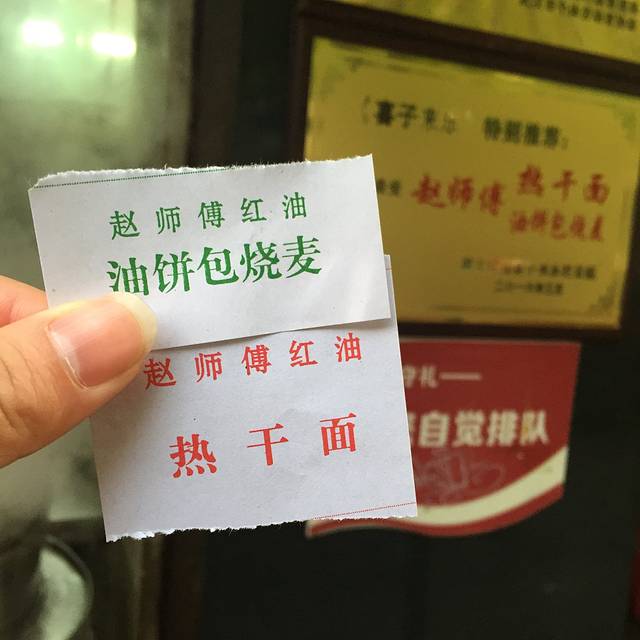 赵师傅红油
油饼包烧麦
赵师傅红油
热干面
喜子
特别推荐:
赵师傅 热干面
油饼包烧麦
礼——
自觉排队